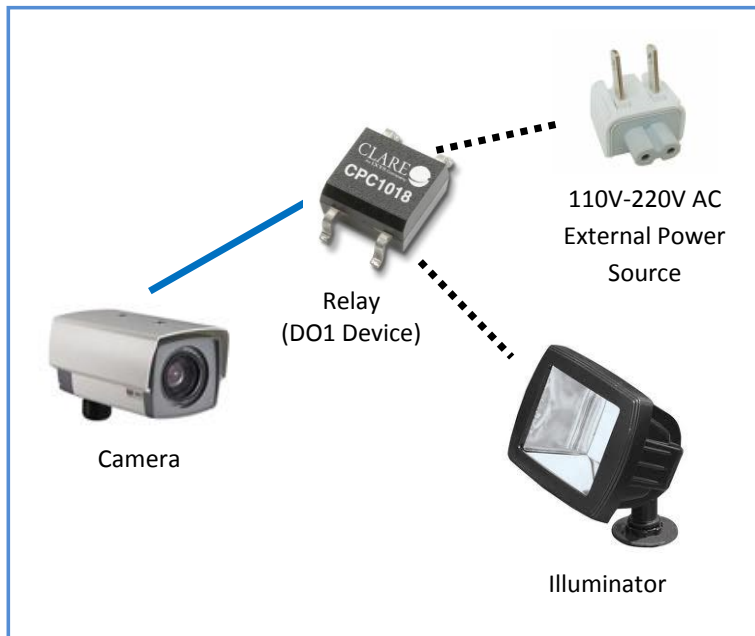 CLARE
CPC1018
110V-220V AC
External Power
Source
Relay
(DO1 Device)
Camera
Illuminator